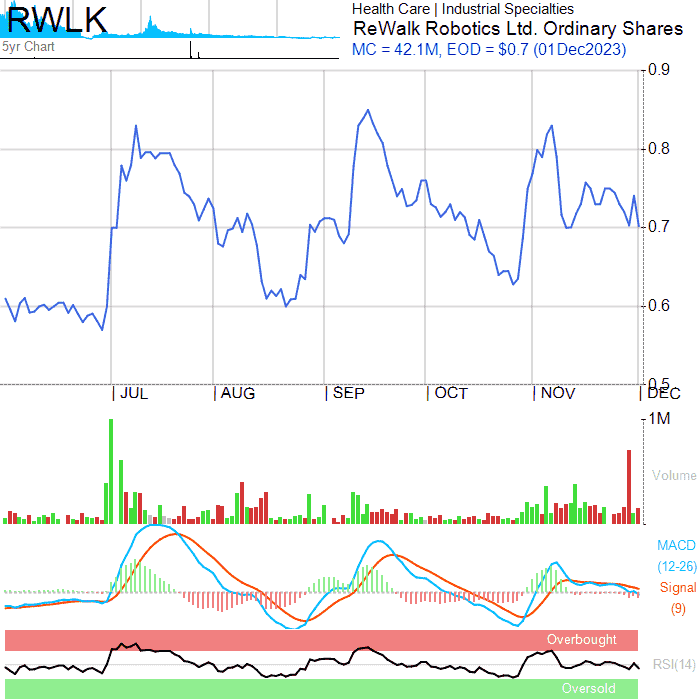 RWLK
5yr Chart
Health Care | Industrial Specialties
ReWalk Robotics Ltd. Ordinary Shares
MC = 42.1M, EOD = $0.7 (01Dec2023)
0.9
0.8
0.7
0.6
0.5
| JUL | AUG | SEP | OCT | NOV | DEC
1M
Volume
MACD
(12-26)
Signal
(9)
Overbought
RSI(14)
Oversold